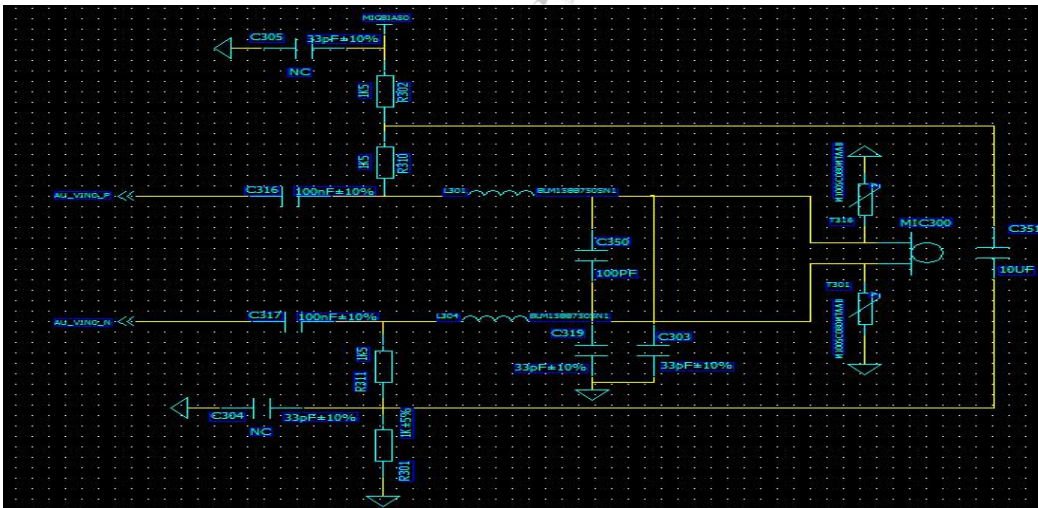 MICBIAS0
C305
33pF±10%
NC
1K5
R302
1K5
R310
AU_VIN0_P
C316
100nF±10%
L301
BLM15BB750SN1
T316
MIC300
C350
100PF
C351
10UF
T301
AU_VIN0_N
C317
100nF±10%
L304
BLM15BB750SN1
C319
33pF±10%
C303
33pF±10%
1K5
R311
C304
33pF±10%
NC
1K±5%
R301